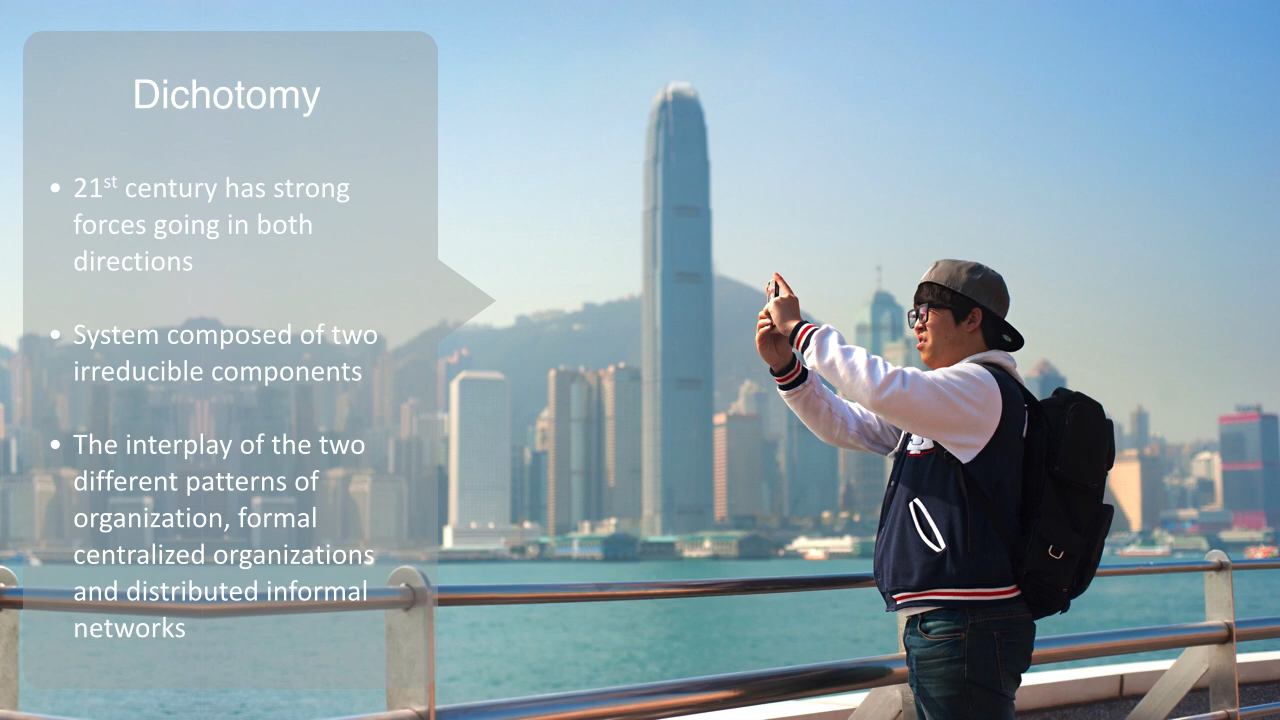 Dichotomy
• 21st century has strong
forces going in both
directions
• System composed of two
irreducible components
• The interplay of the two
different patterns of
organization, formal
centralized organizations
and distributed informal
networks